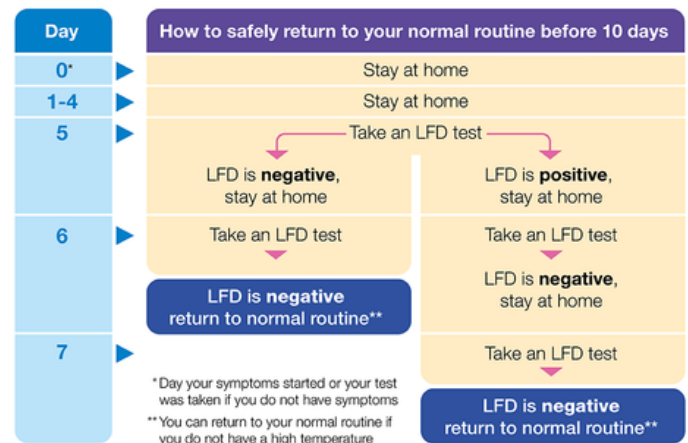 Day
How to safely return to your normal routine before 10 days
0*
Stay at home
1-4
Stay at home
5
Take an LFD test
LFD is negative,
stay at home
LFD is positive,
stay at home
6
Take an LFD test
LFD is negative
return to normal routine**
Take an LFD test
LFD is negative,
stay at home
7
Take an LFD test
LFD is negative
return to normal routine**
*Day your symptoms started or your test
was taken if you do not have symptoms
**You can return to your normal routine if
you do not have a high temperature